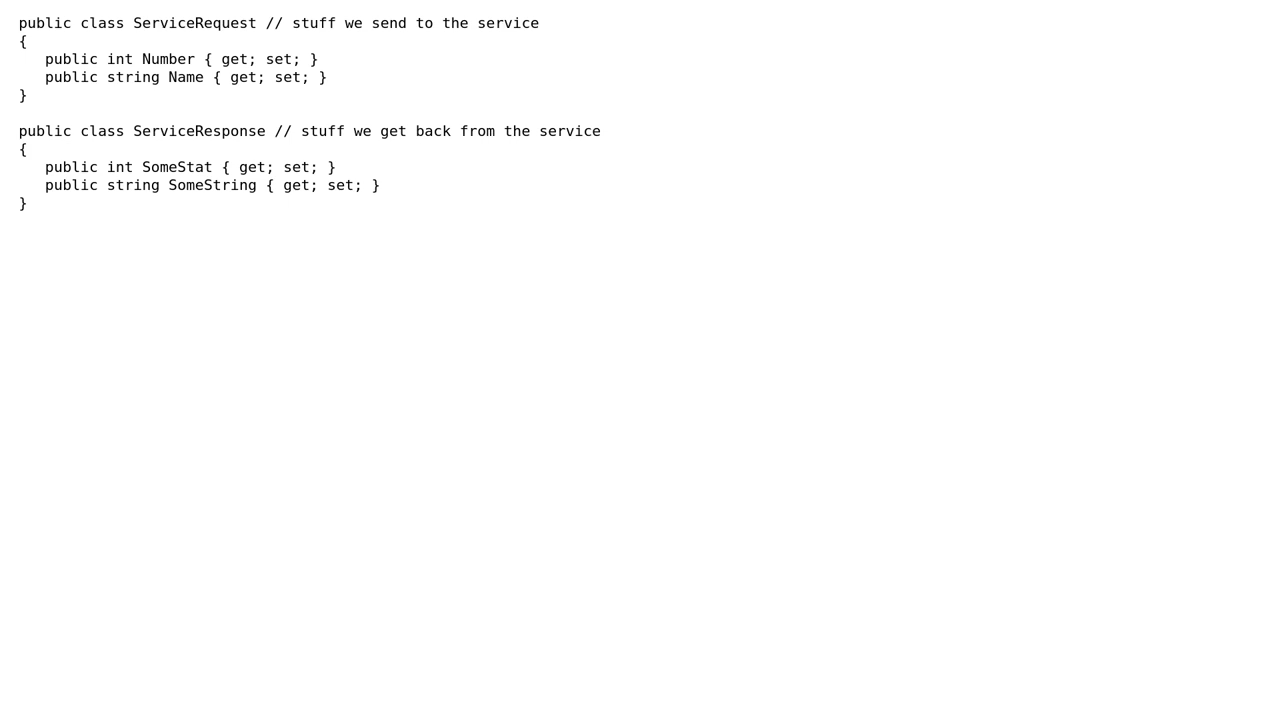 public class ServiceRequest // stuff we send to the service
{
   public int Number { get; set; }
   public string Name { get; set; }
}

public class ServiceResponse // stuff we get back from the service
{
   public int SomeStat { get; set; }
   public string SomeString { get; set; }
}